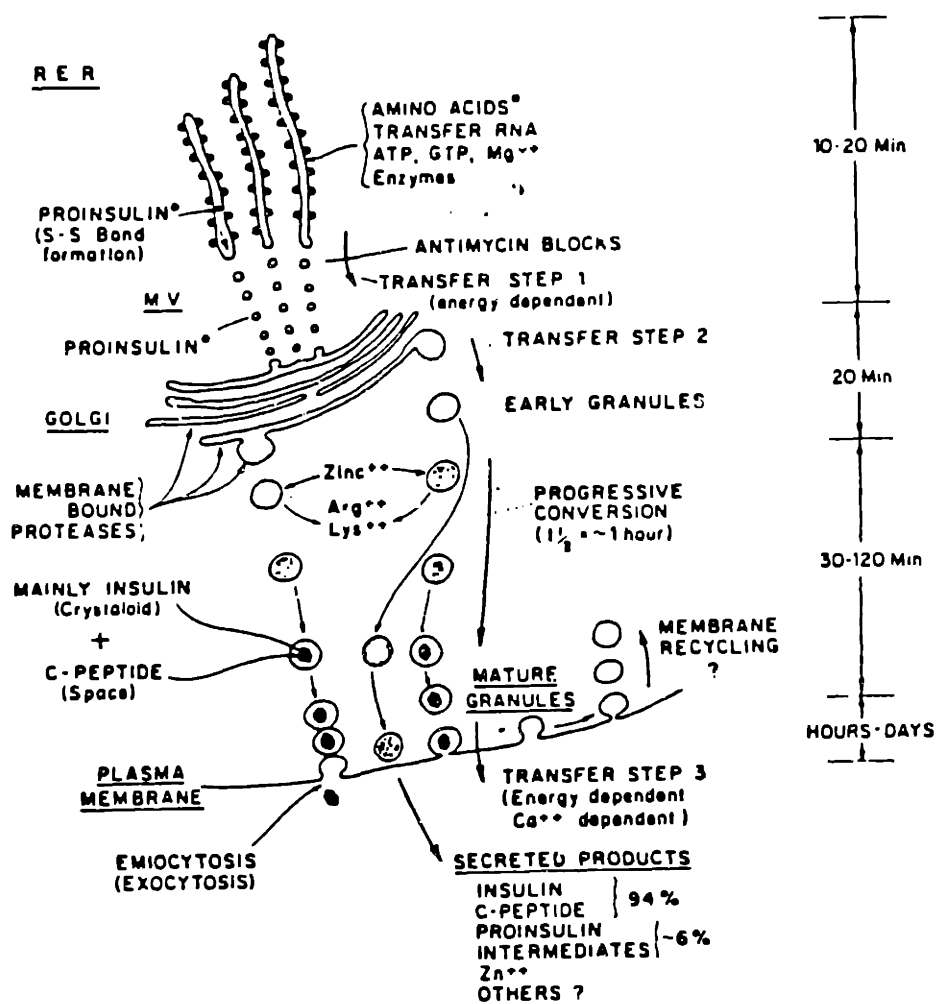 R E R
AMINO ACIDS*
TRANSFER RNA
ATP, GTP, Mg++
Enzymes
10-20 Min
PROINSULIN*
(S-S Bond
formation)
ANTIMYCIN BLOCKS
TRANSFER STEP 1
(energy dependent)
M V
PROINSULIN*
TRANSFER STEP 2
20 Min
EARLY GRANULES
GOLGI
Zinc++
Arg++
Lys++
MEMBRANE
BOUND
PROTEASES
PROGRESSIVE
CONVERSION
~1 hour)
30-120 Min
MAINLY INSULIN
(Crystaloid)
+
C-PEPTIDE
(Space)
MEMBRANE
RECYCLING
?
MATURE
GRANULES
HOURS-DAYS
PLASMA
MEMBRANE
TRANSFER STEP 3
(Energy dependent
Ca++ dependent)
EMIOCYTOSIS
(EXOCYTOSIS)
SECRETED PRODUCTS
INSULIN
C-PEPTIDE
94%
PROINSULIN
INTERMEDIATES
~6%
Zn++
OTHERS ?